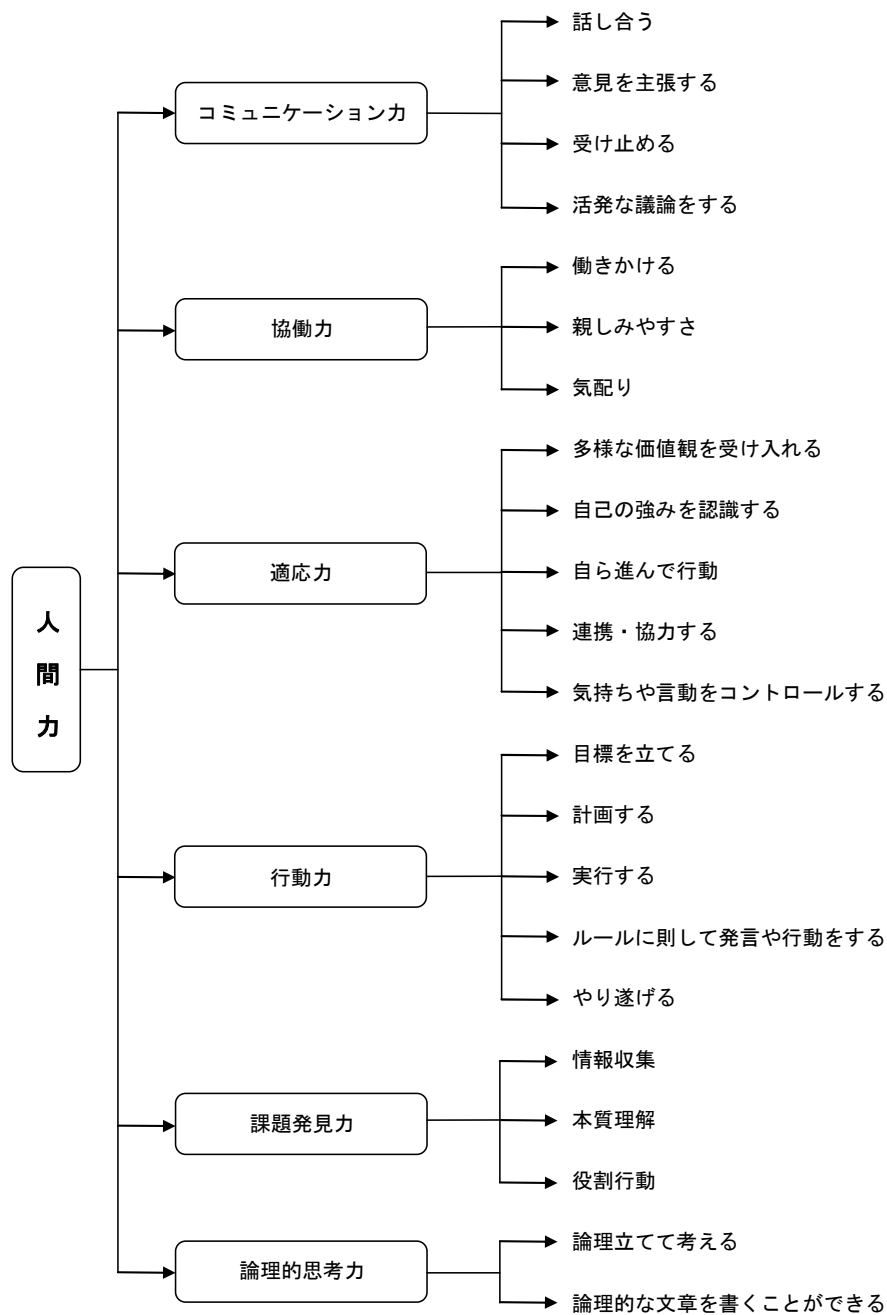 人間力
コミュニケーション力
話し合う
意見を主張する
受け止める
活発な議論をする
協働力
働きかける
親しみやすさ
気配り
適応力
多様な価値観を受け入れる
自己の強みを認識する
自ら進んで行動
連携・協力する
気持ちや言動をコントロールする
行動力
目標を立てる
計画する
実行する
ルールに則して発言や行動をする
やり遂げる
課題発見力
情報収集
本質理解
役割行動
論理的思考力
論理立てて考える
論理的な文章を書くことができる